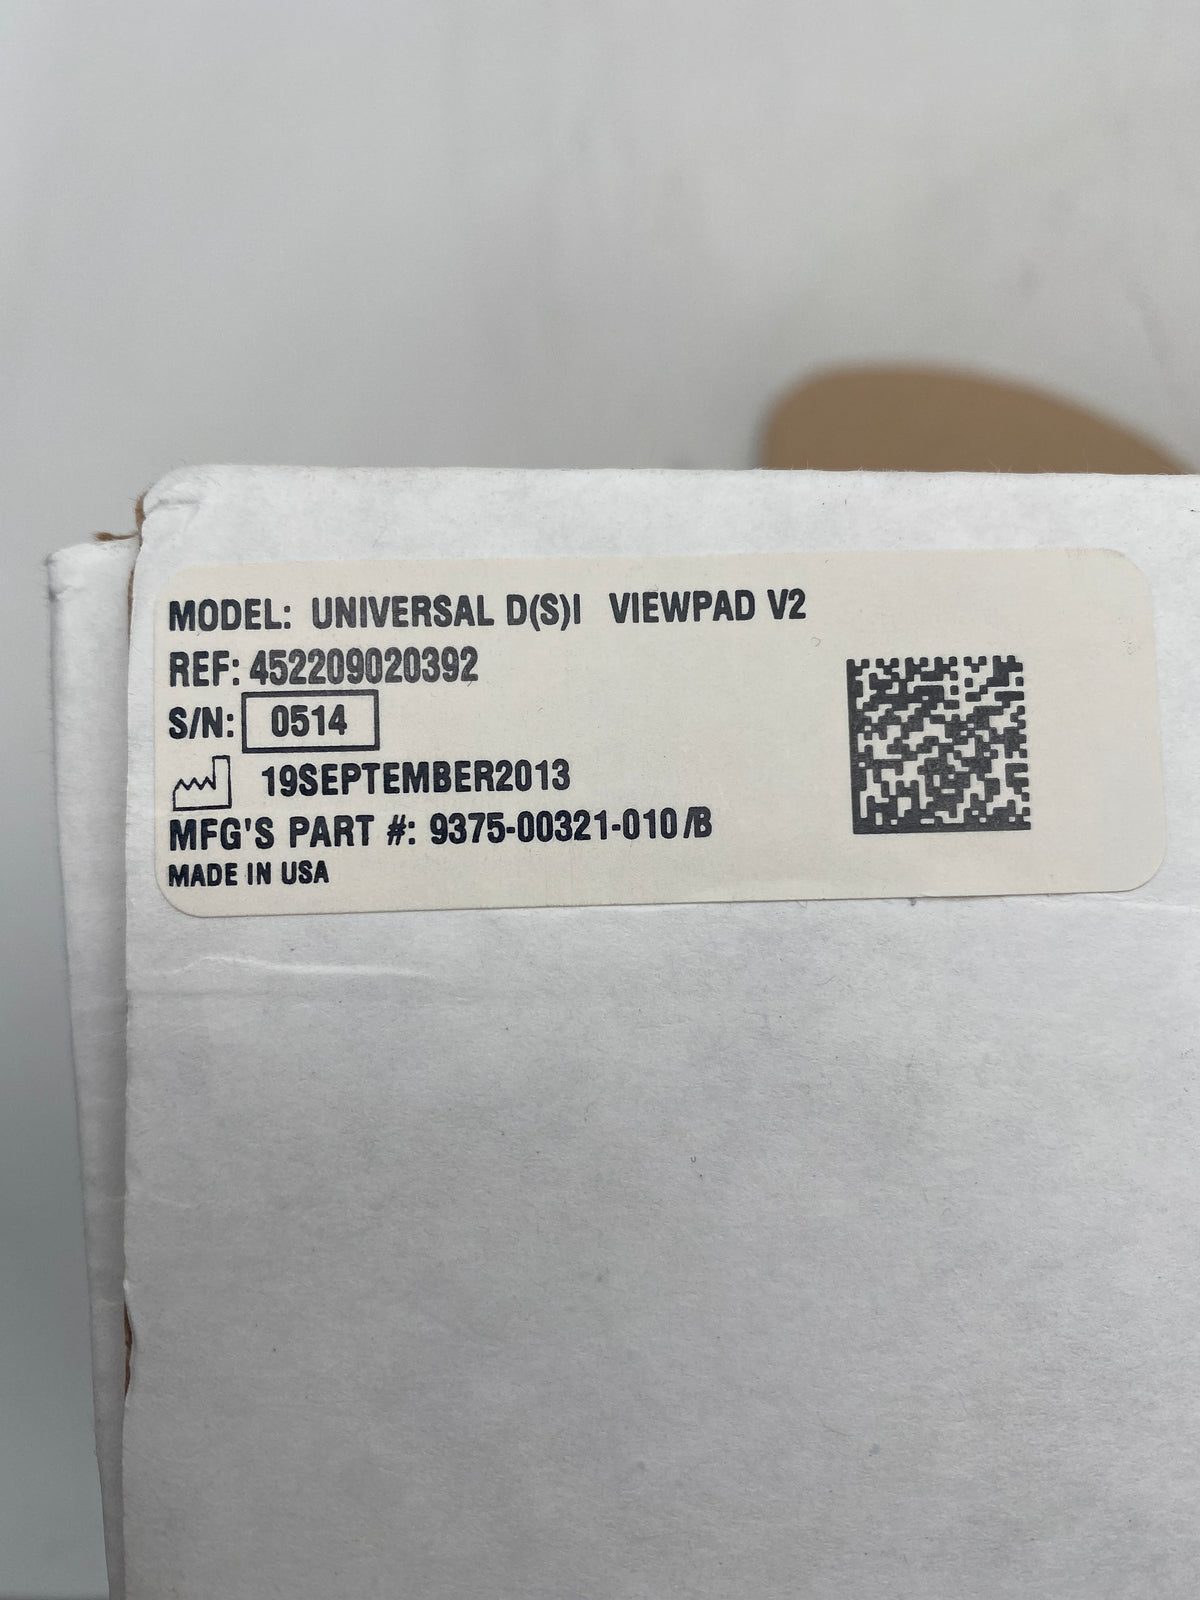 MODEL: UNIVERSAL D(S)I VIEWPAD V2
REF: 452209020392
S/N: 0514
19SEPTEMBER2013
MFG'S PART #: 9375-00321-010/B
MADE IN USA